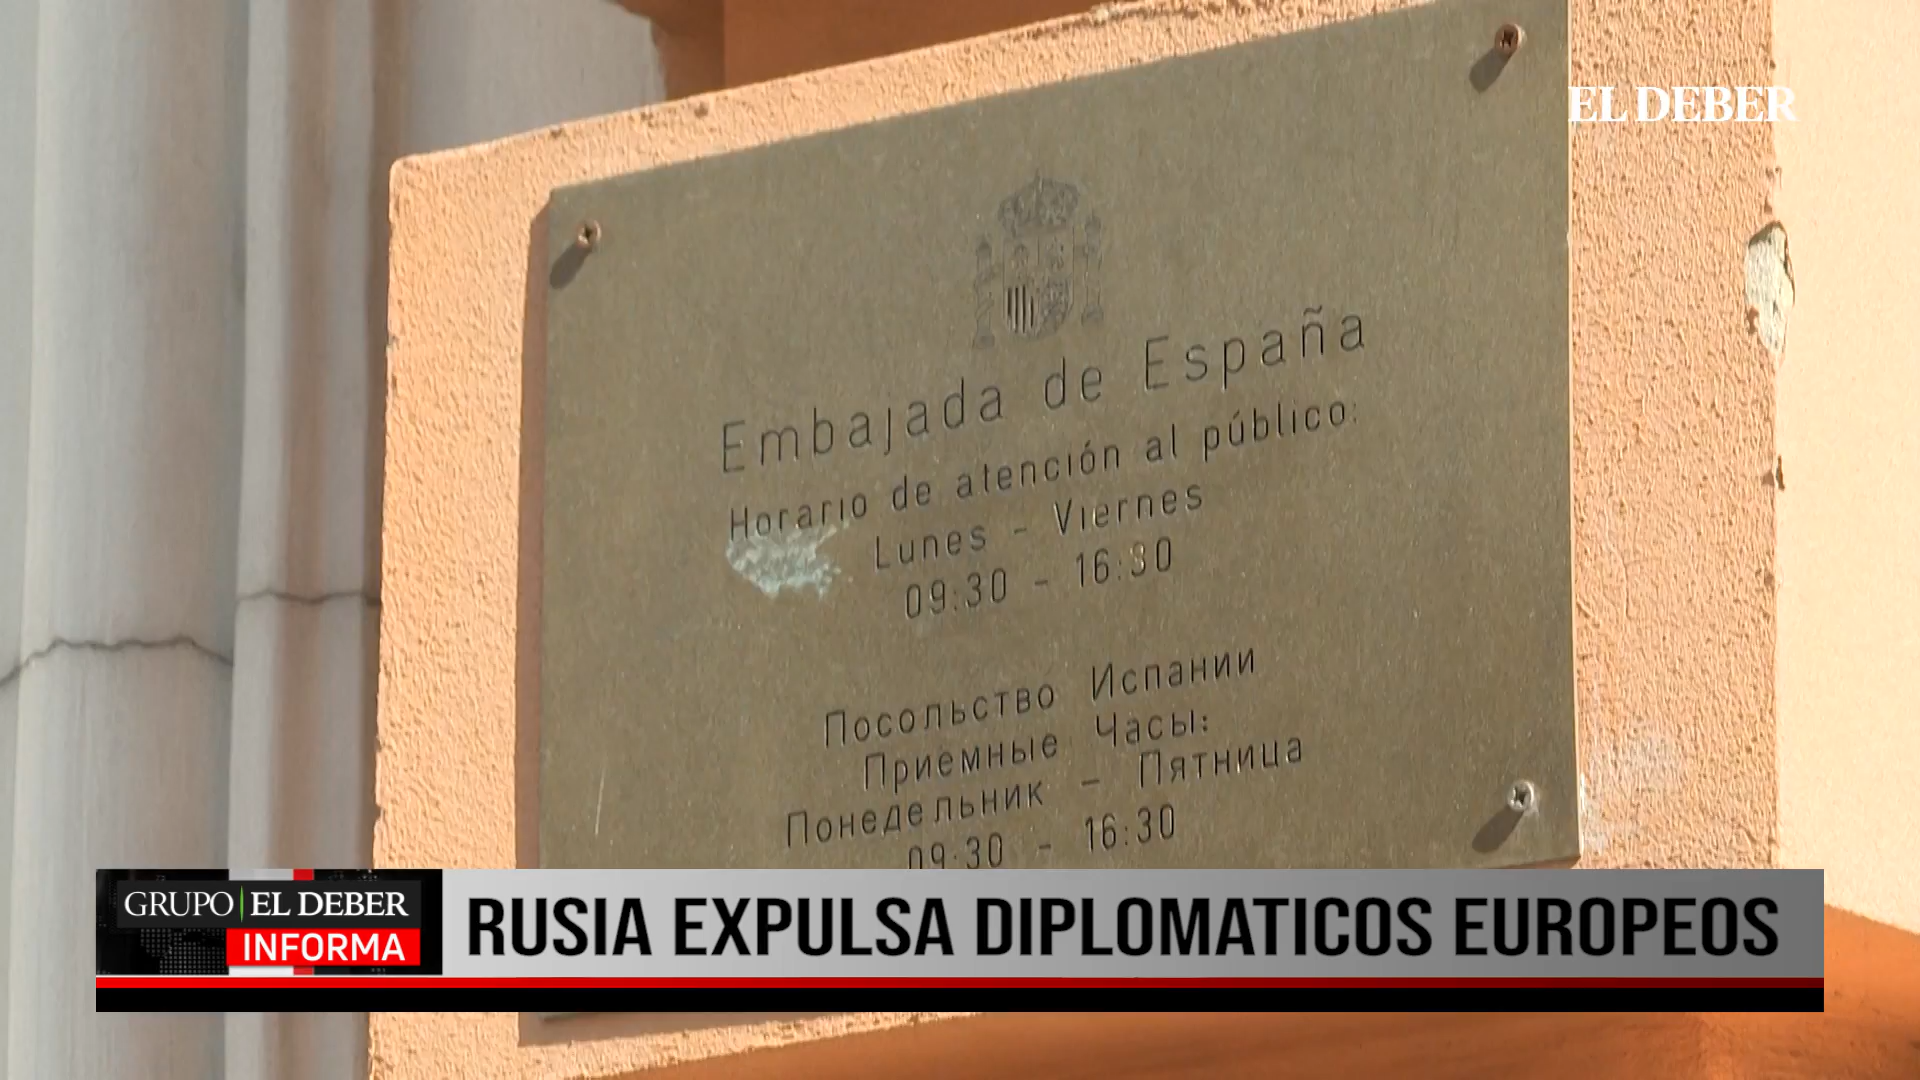 EL DEBER
Embajada de España
Horario de atención al público:
Lunes - Viernes
09:30 - 16:30
Посольство Испании
Приемные Часы:
Понедельник - Пятница
09:30 - 16:30
GRUPO EL DEBER
INFORMA
RUSIA EXPULSA DIPLOMATICOS EUROPEOS